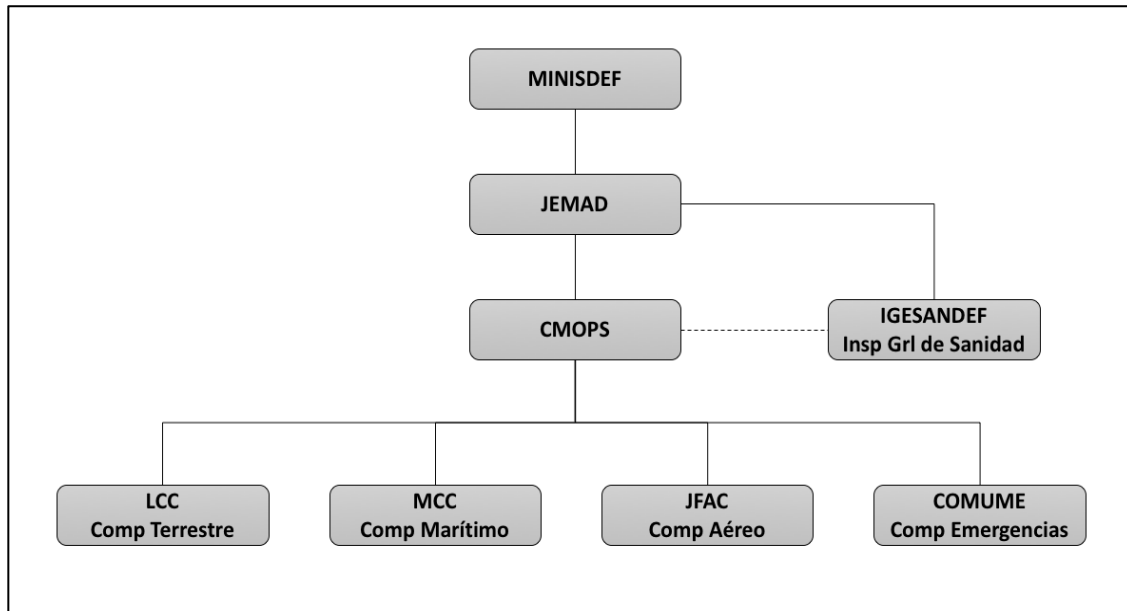 MINISDEF
JEMAD
CMOPS
IGESANDEF
Insp Grl de Sanidad
LCC
Comp Terrestre
MCC
Comp Marítimo
JFAC
Comp Aéreo
COMUME
Comp Emergencias